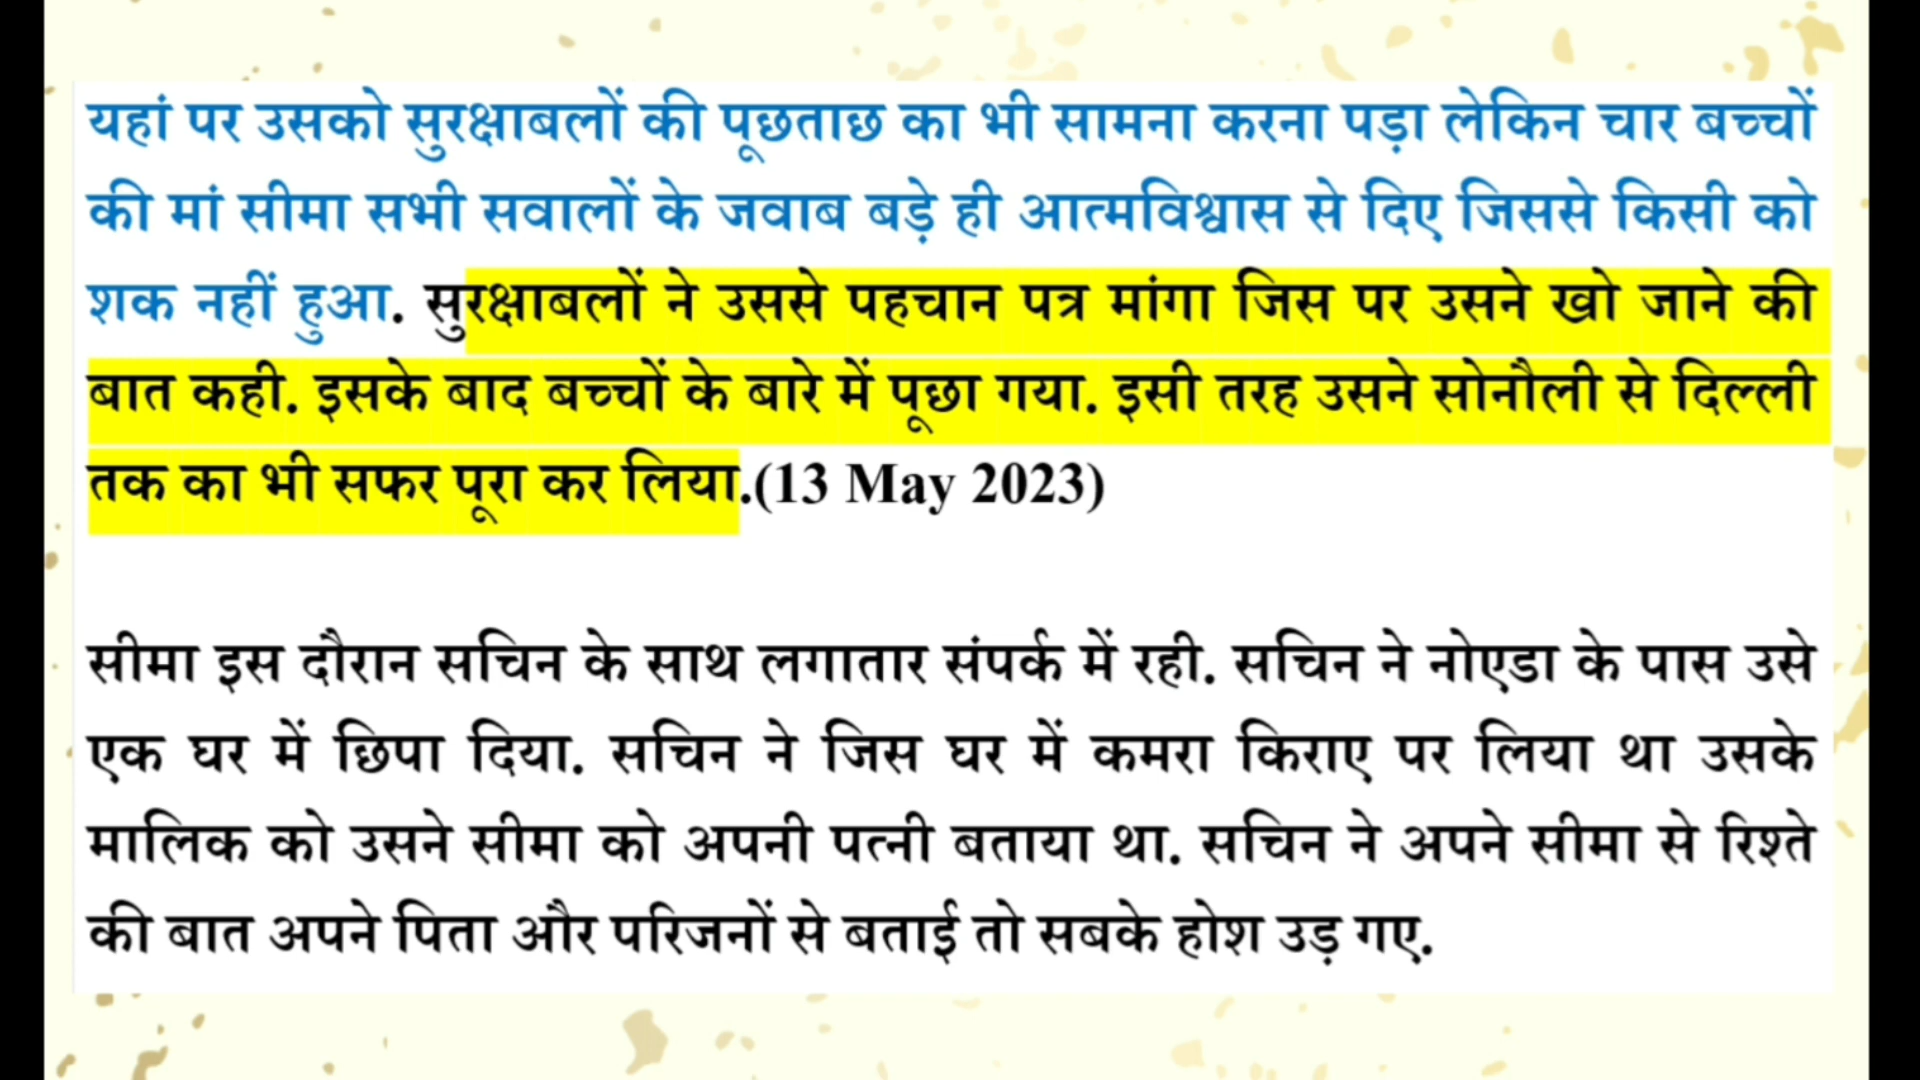 यहां पर उसको सुरक्षाबलों की पूछताछ का भी सामना करना पड़ा लेकिन चार बच्चों
की मां सीमा सभी सवालों के जवाब बड़े ही आत्मविश्वास से दिए जिससे किसी को
शक नहीं हुआ. सुरक्षाबलों ने उससे पहचान पत्र मांगा जिस पर उसने खो जाने की
बात कही. इसके बाद बच्चों के बारे में पूछा गया. इसी तरह उसने सोनौली से दिल्ली
तक का भी सफर पूरा कर लिया.(13 May 2023)
सीमा इस दौरान सचिन के साथ लगातार संपर्क में रही. सचिन ने नोएडा के पास उसे
एक घर में छिपा दिया. सचिन ने जिस घर में कमरा किराए पर लिया था उसके
मालिक को उसने सीमा को अपनी पत्नी बताया था. सचिन ने अपने सीमा से रिश्ते
की बात अपने पिता और परिजनों से बताई तो सबके होश उड़ गए.